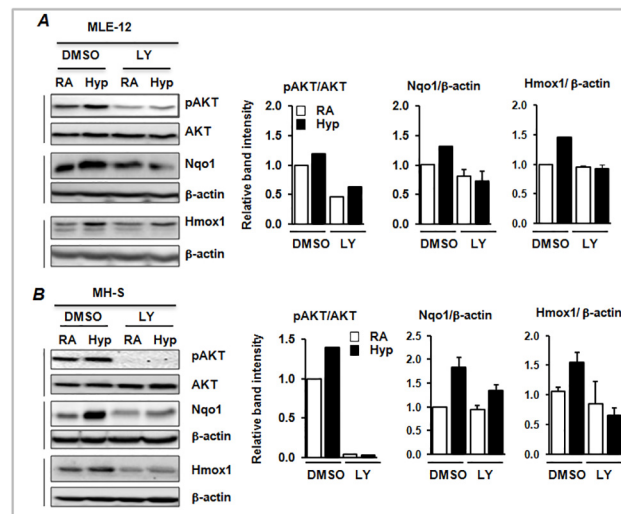 A
MLE-12
DMSO LY
RA Hyp RA Hyp
pAKT
AKT
Nqo1
β-actin
Hmox1
β-actin
pAKT/AKT
Relative band intensity
2.0
1.5
1.0
0.5
0.0
RA
Hyp
DMSO LY
Nqo1/β-actin
2.0
1.5
1.0
0.5
0.0
DMSO LY
Hmox1/ β-actin
2.0
1.5
1.0
0.5
0.0
DMSO LY
B
MH-S
DMSO LY
RA Hyp RA Hyp
pAKT
AKT
Nqo1
β-actin
Hmox1
β-actin
pAKT/AKT
Relative band intensity
1.5
1.0
0.5
0.0
RA
Hyp
DMSO LY
Nqo1/β-actin
2.5
2.0
1.5
1.0
0.5
0.0
DMSO LY
Hmox1/ β-actin
2.0
1.5
1.0
0.5
0.0
DMSO LY